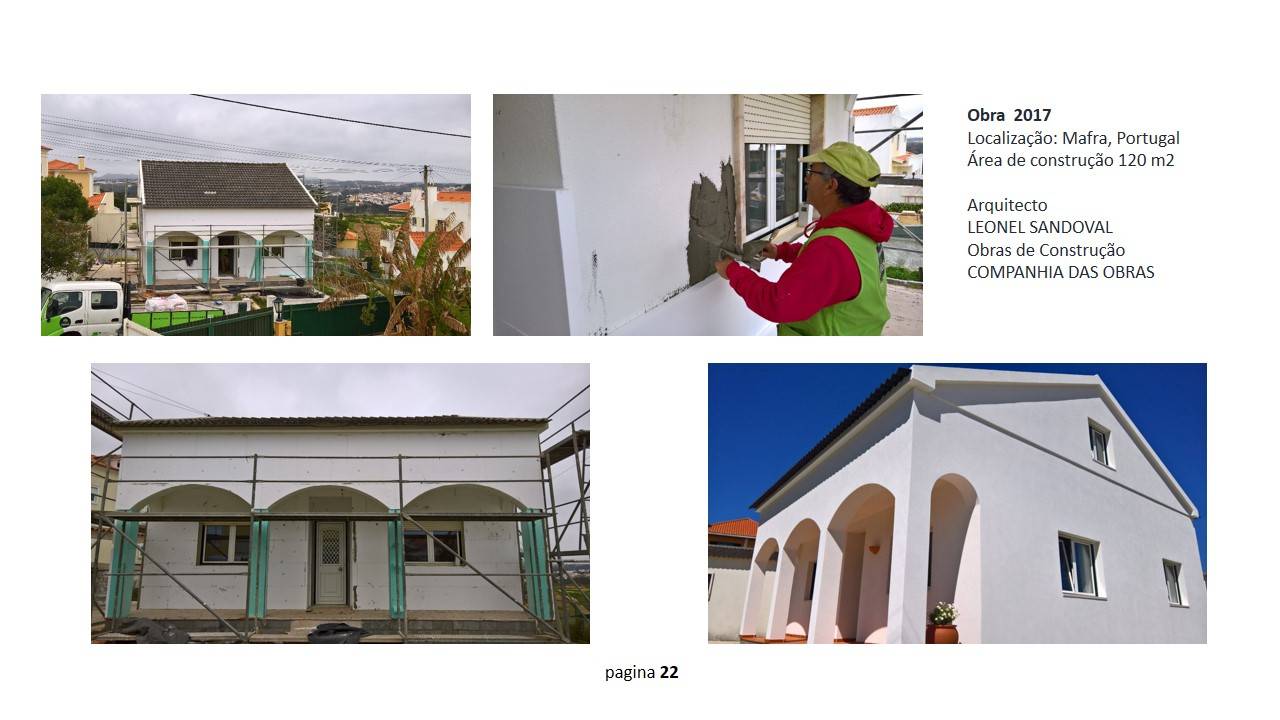 Obra 2017
Localização: Mafra, Portugal
Área de construção 120 m2
Arquitecto
LEONEL SANDOVAL
Obras de Construção
COMPANHIA DAS OBRAS
pagina 22